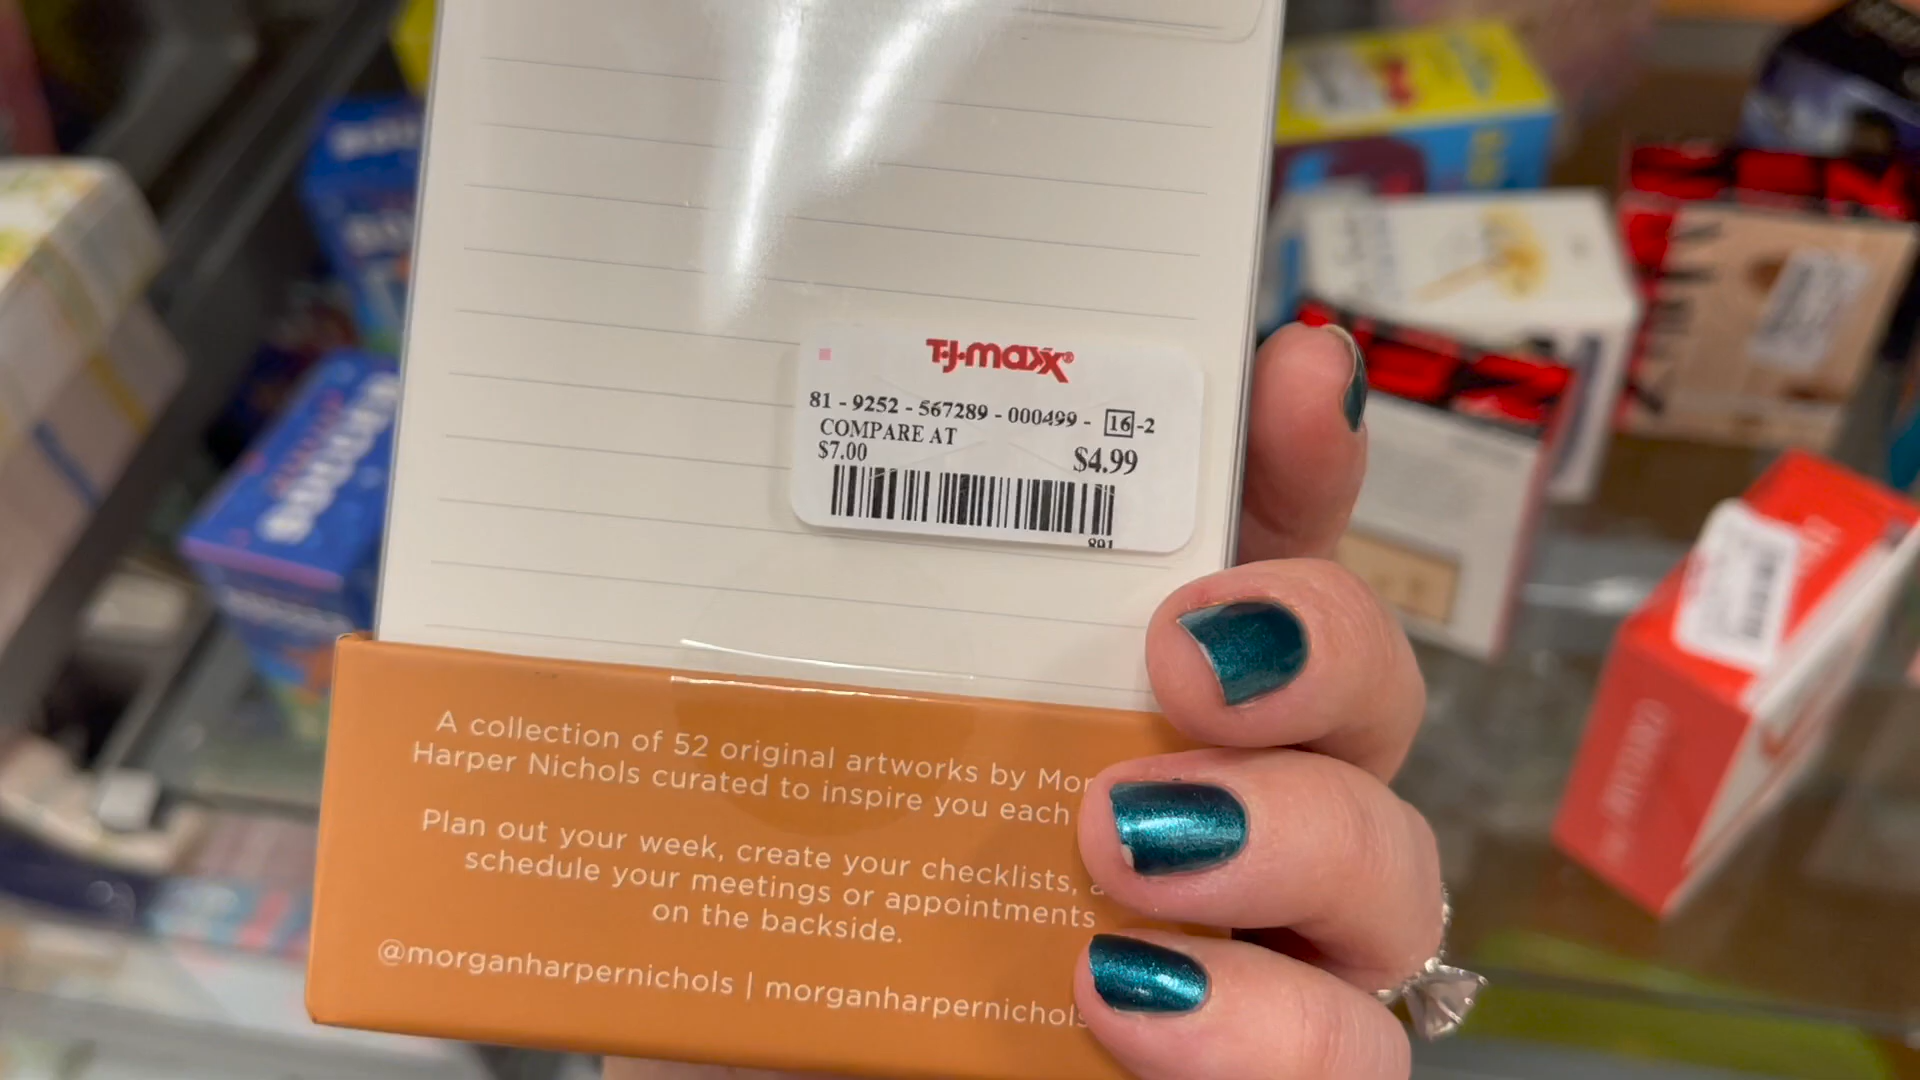 T.J.maxx®
81 - 9252 - 567289 - 000499 - 16 -2
COMPARE AT
$7.00 $4.99
891
A collection of 52 original artworks by
Harper Nichols curated to inspire you each
Plan out your week, create your checklists,
schedule your meetings or appointments
on the backside.
@morganharpernichols | morganharpernichols